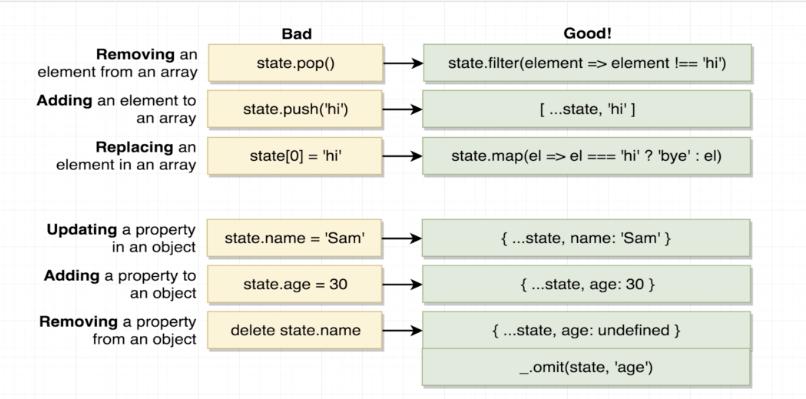 Bad
Good!
Removing an
element from an array
state.pop()
state.filter(element => element !== 'hi')
Adding an element to
an array
state.push('hi')
[ ...state, 'hi' ]
Replacing an
element in an array
state[0] = 'hi'
state.map(el => el === 'hi' ? 'bye' : el)
Updating a property
in an object
state.name = 'Sam'
{ ...state, name: 'Sam' }
Adding a property to
an object
state.age = 30
{ ...state, age: 30 }
Removing a property
from an object
delete state.name
{ ...state, age: undefined }
_.omit(state, 'age')